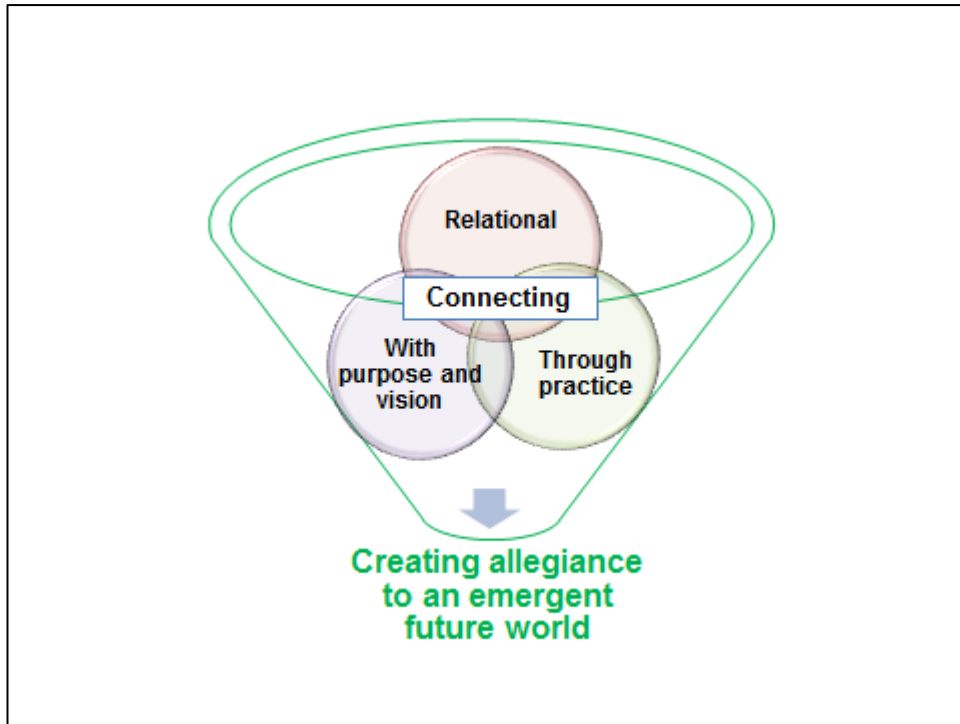 Relational
Connecting
With
purpose and
vision
Through
practice
Creating allegiance
to an emergent
future world